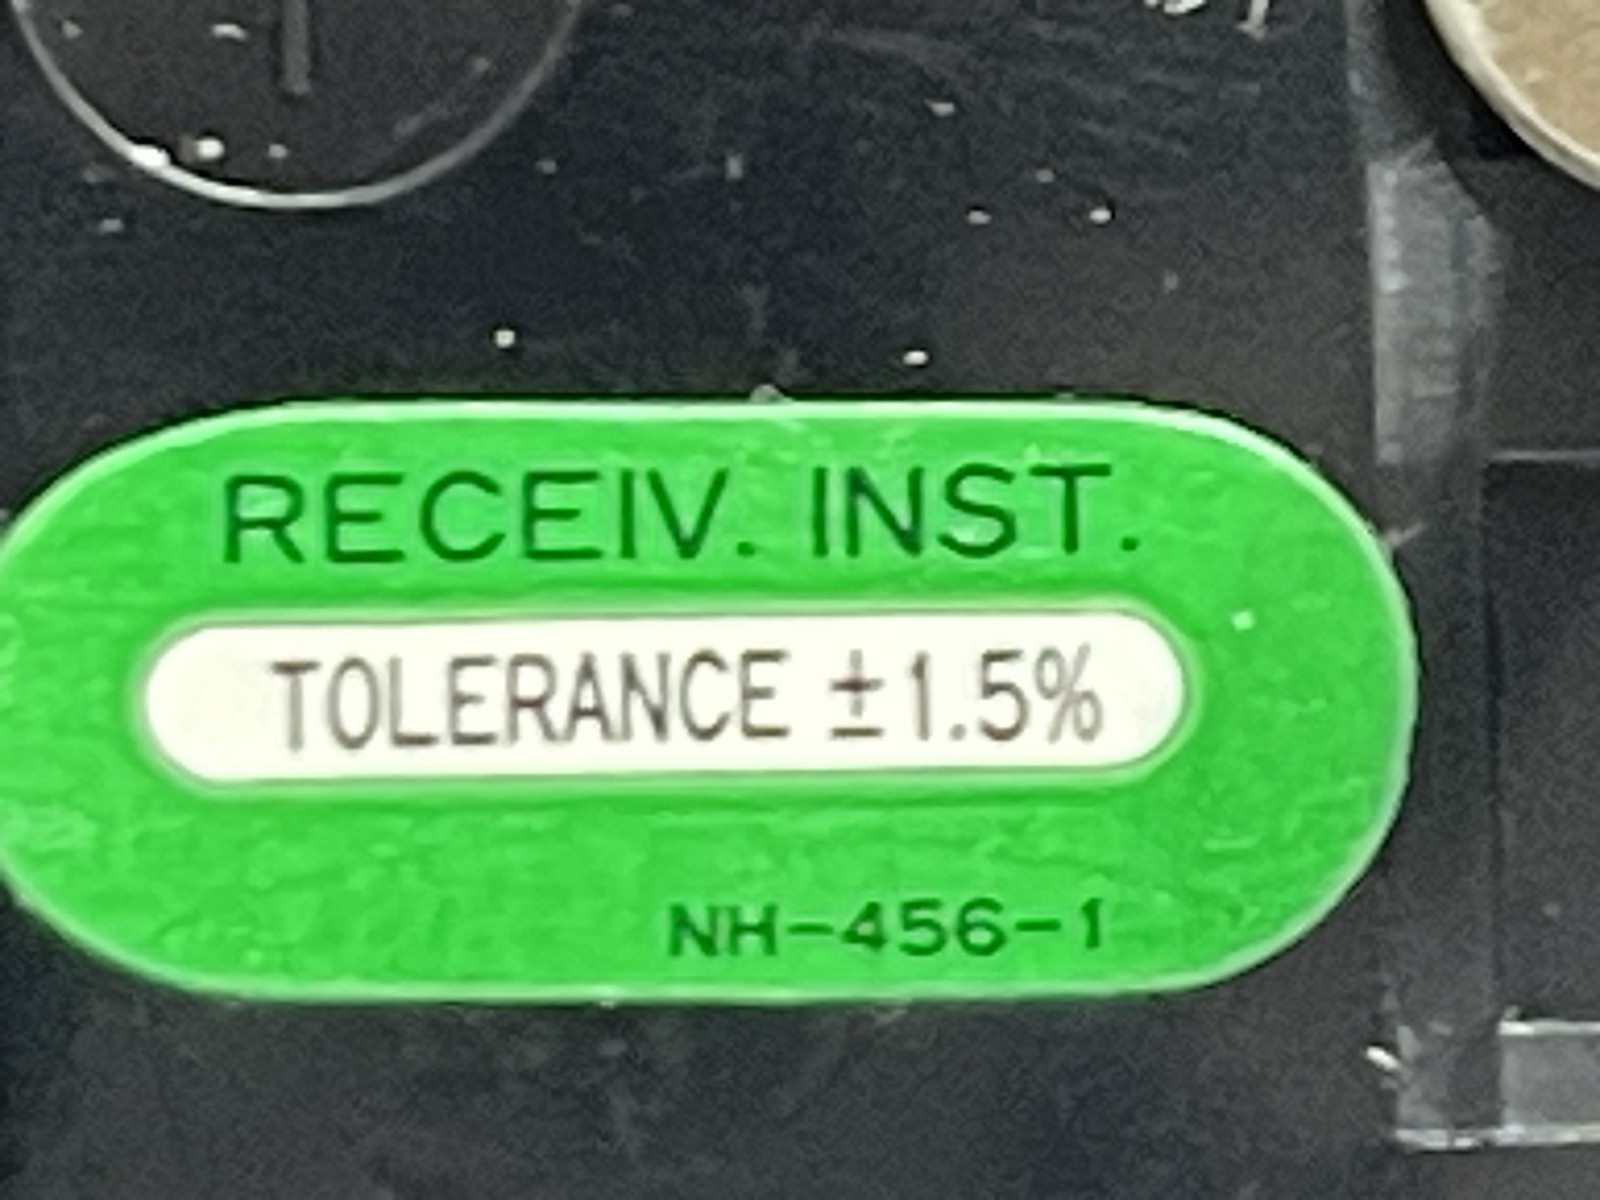 RECEIV. INST.
TOLERANCE ±1.5%
NH-456-1